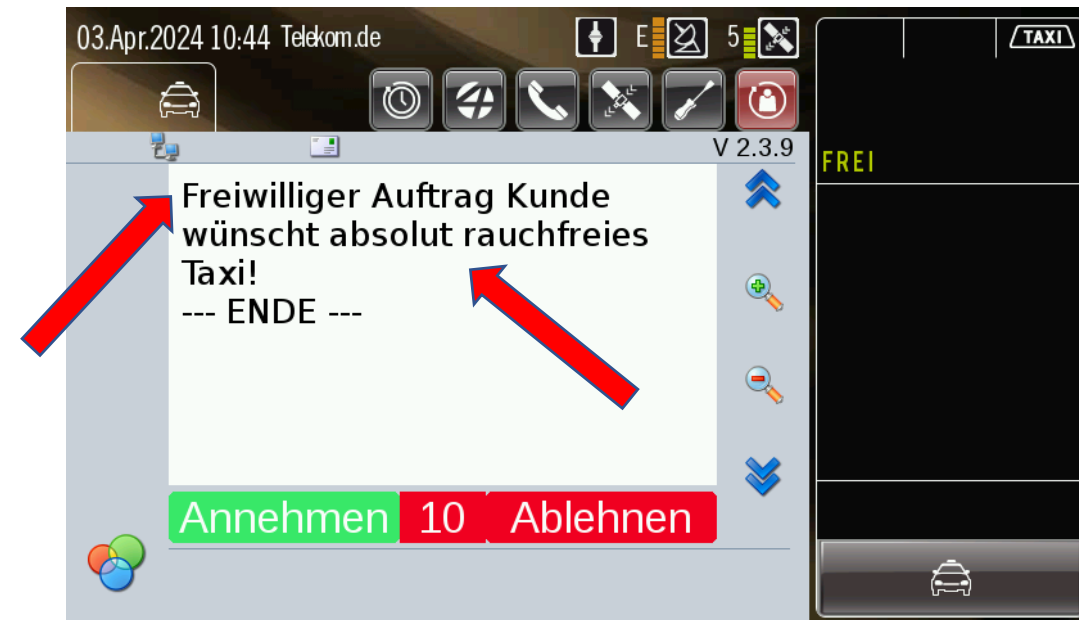 03.Apr.2024 10:44 Telekom.de
E
5
TAXI
V 2.3.9
FREI
Freiwilliger Auftrag Kunde
wünscht absolut rauchfreies
Taxi!
--- ENDE ---
Annehmen 10 Ablehnen